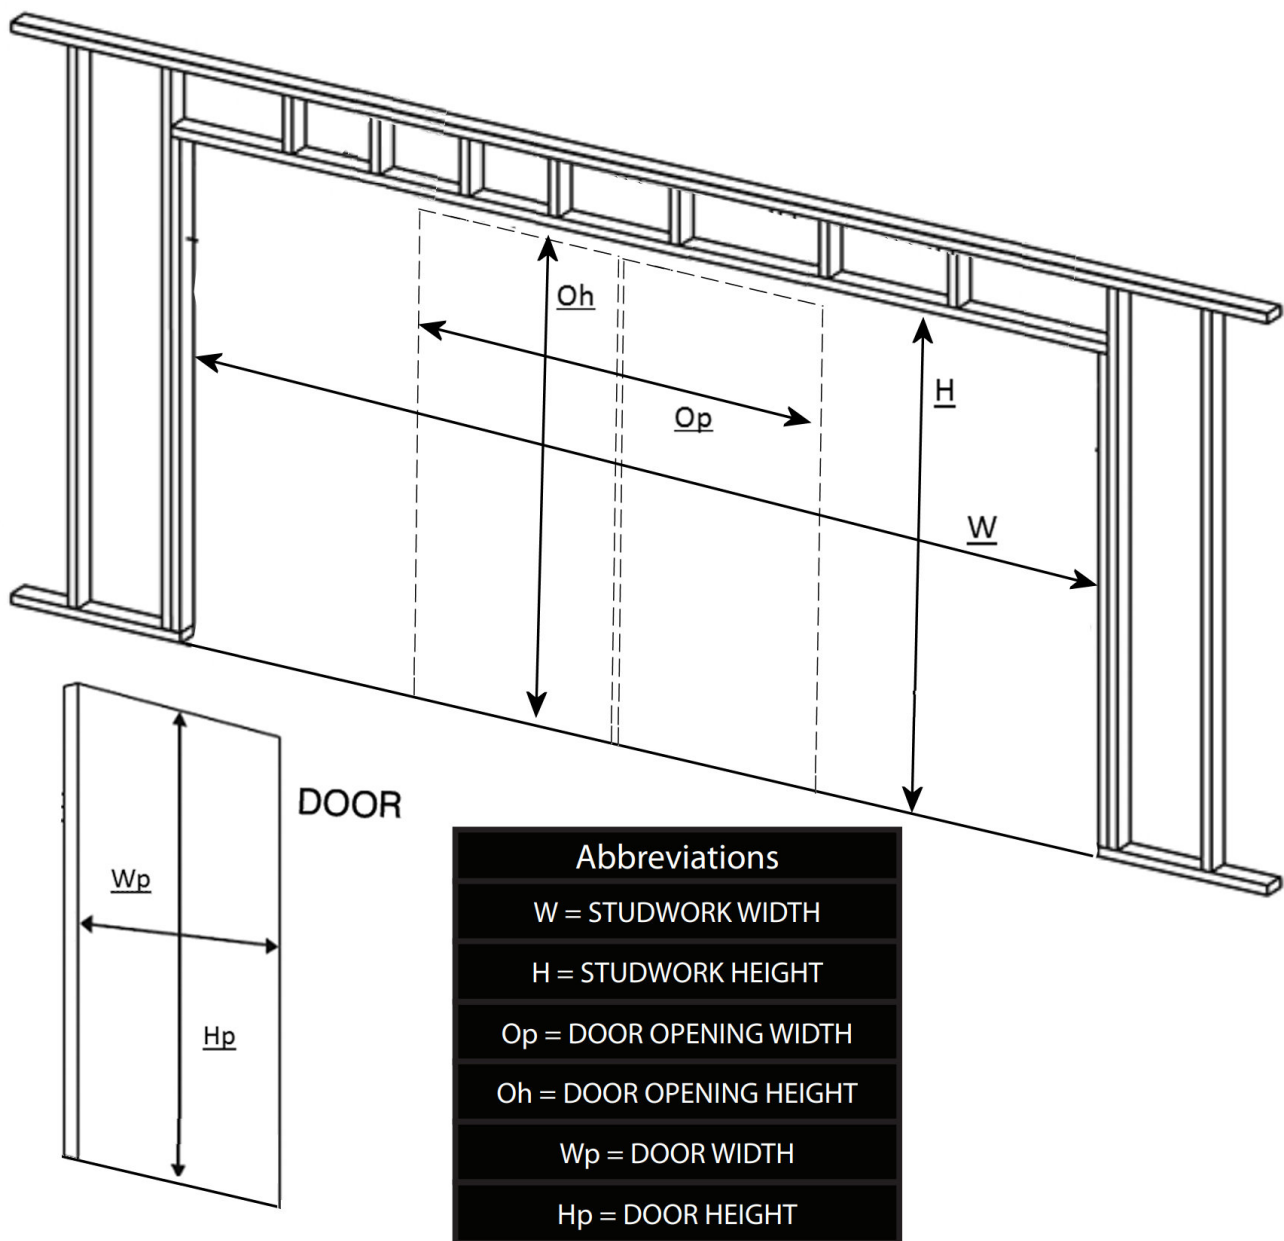 Oh
Op
H
W
DOOR
Wp
Hp
Abbreviations
W = STUDWORK WIDTH
H = STUDWORK HEIGHT
Op = DOOR OPENING WIDTH
Oh = DOOR OPENING HEIGHT
Wp = DOOR WIDTH
Hp = DOOR HEIGHT